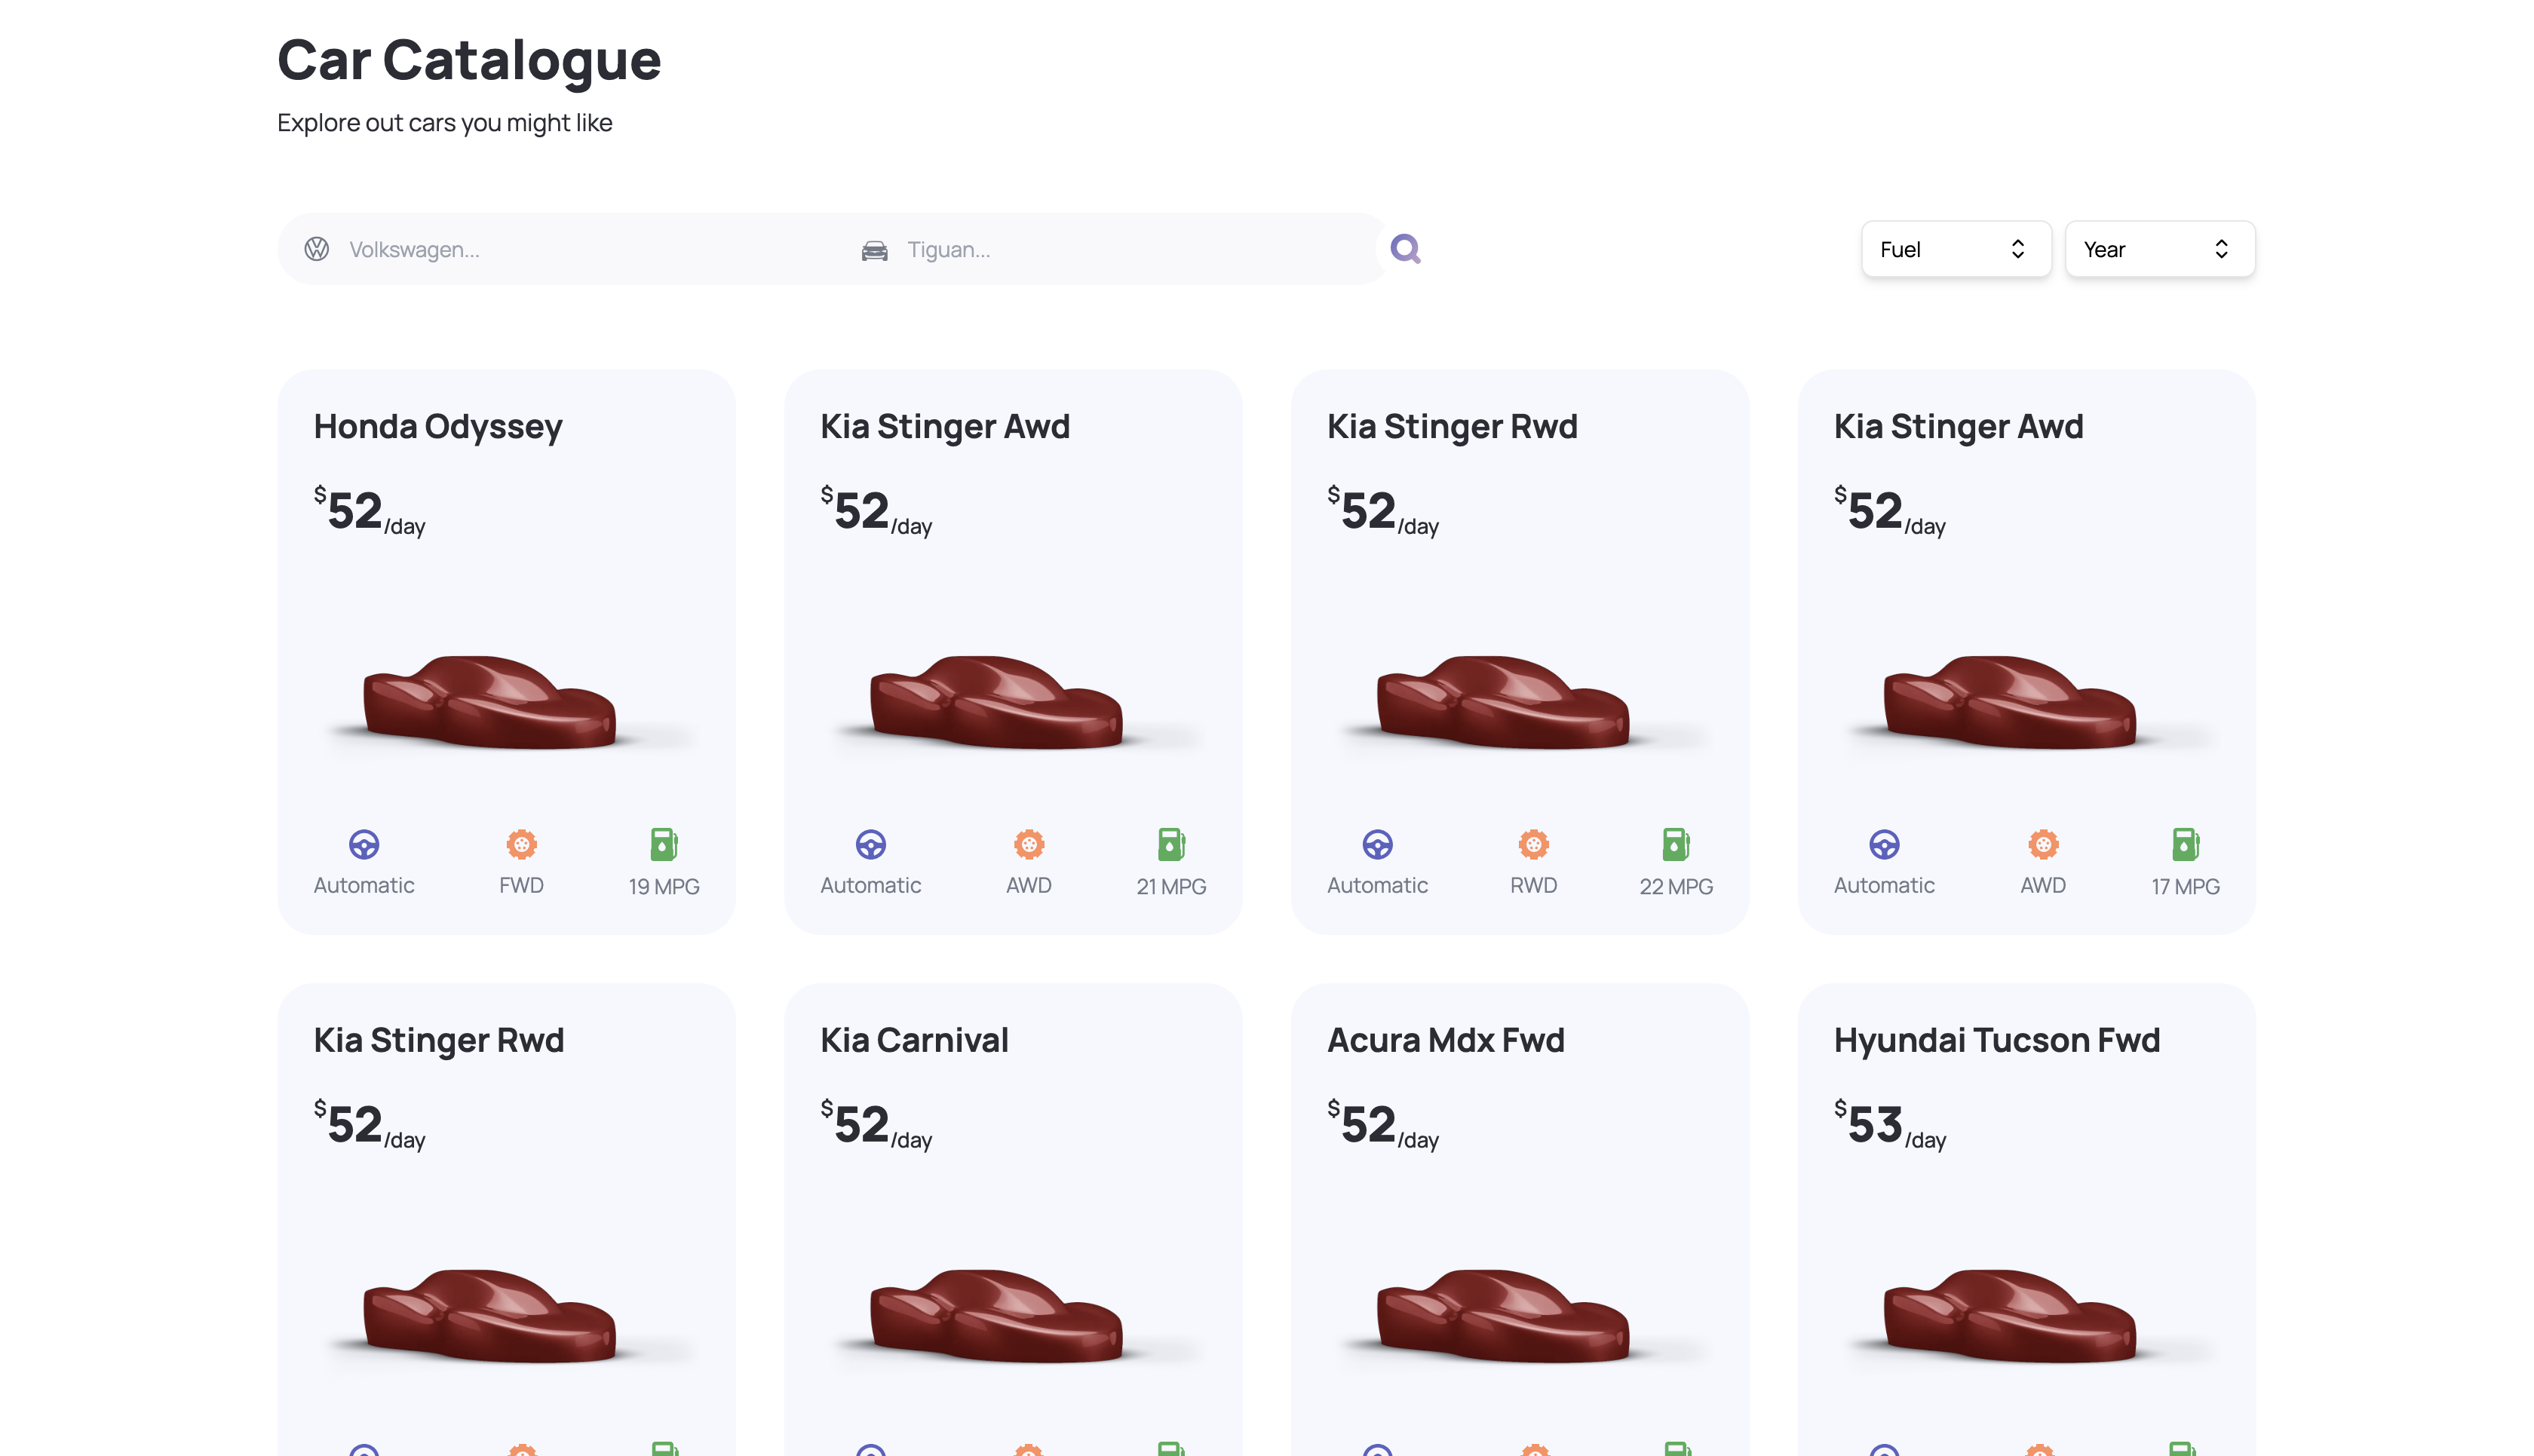 Car Catalogue
Explore out cars you might like
Volkswagen...
Tiguan...
Fuel
Year
Honda Odyssey
$52/day
Automatic
FWD
19 MPG
Kia Stinger Awd
$52/day
Automatic
AWD
21 MPG
Kia Stinger Rwd
$52/day
Automatic
RWD
22 MPG
Kia Stinger Awd
$52/day
Automatic
AWD
17 MPG
Kia Stinger Rwd
$52/day
Kia Carnival
$52/day
Acura Mdx Fwd
$52/day
Hyundai Tucson Fwd
$53/day